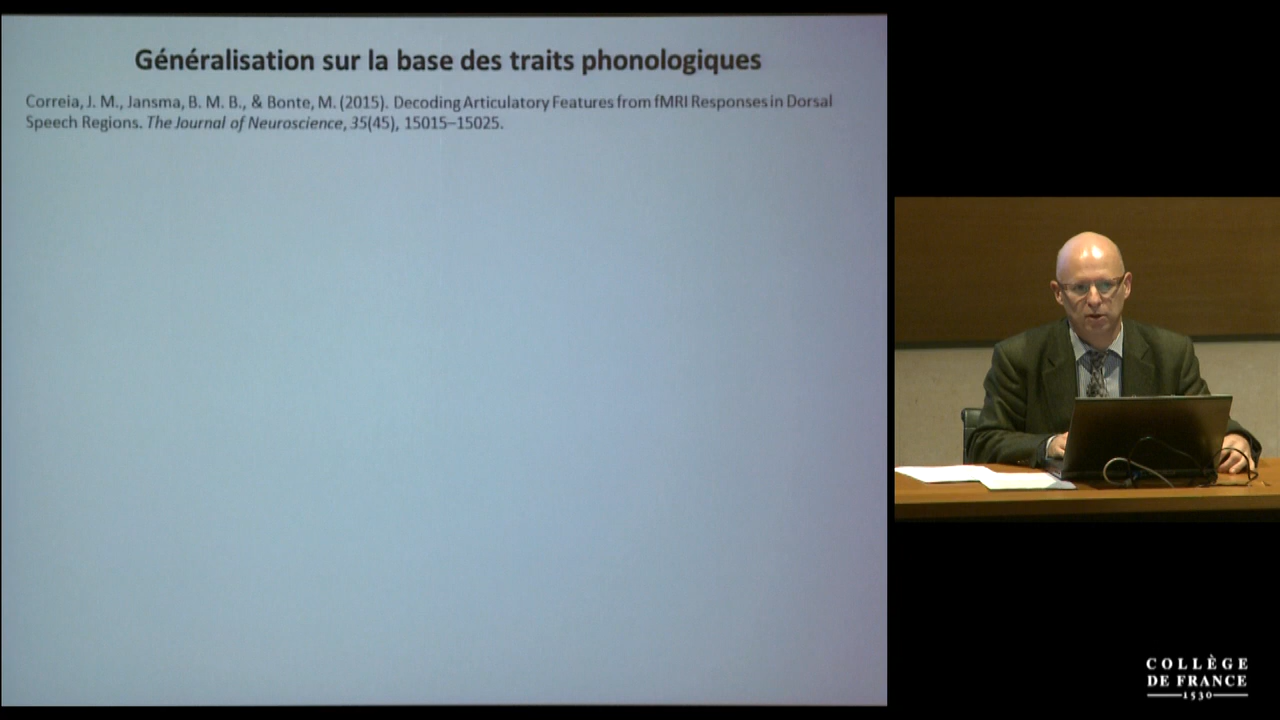 Généralisation sur la base des traits phonologiques
Correia, J. M., Jansma, B. M. B., & Bonte, M. (2015). Decoding Articulatory Features from fMRI Responses in Dorsal
Speech Regions. The Journal of Neuroscience, 35(45), 15015–15025.
COLLÈGE
DE FRANCE
1530